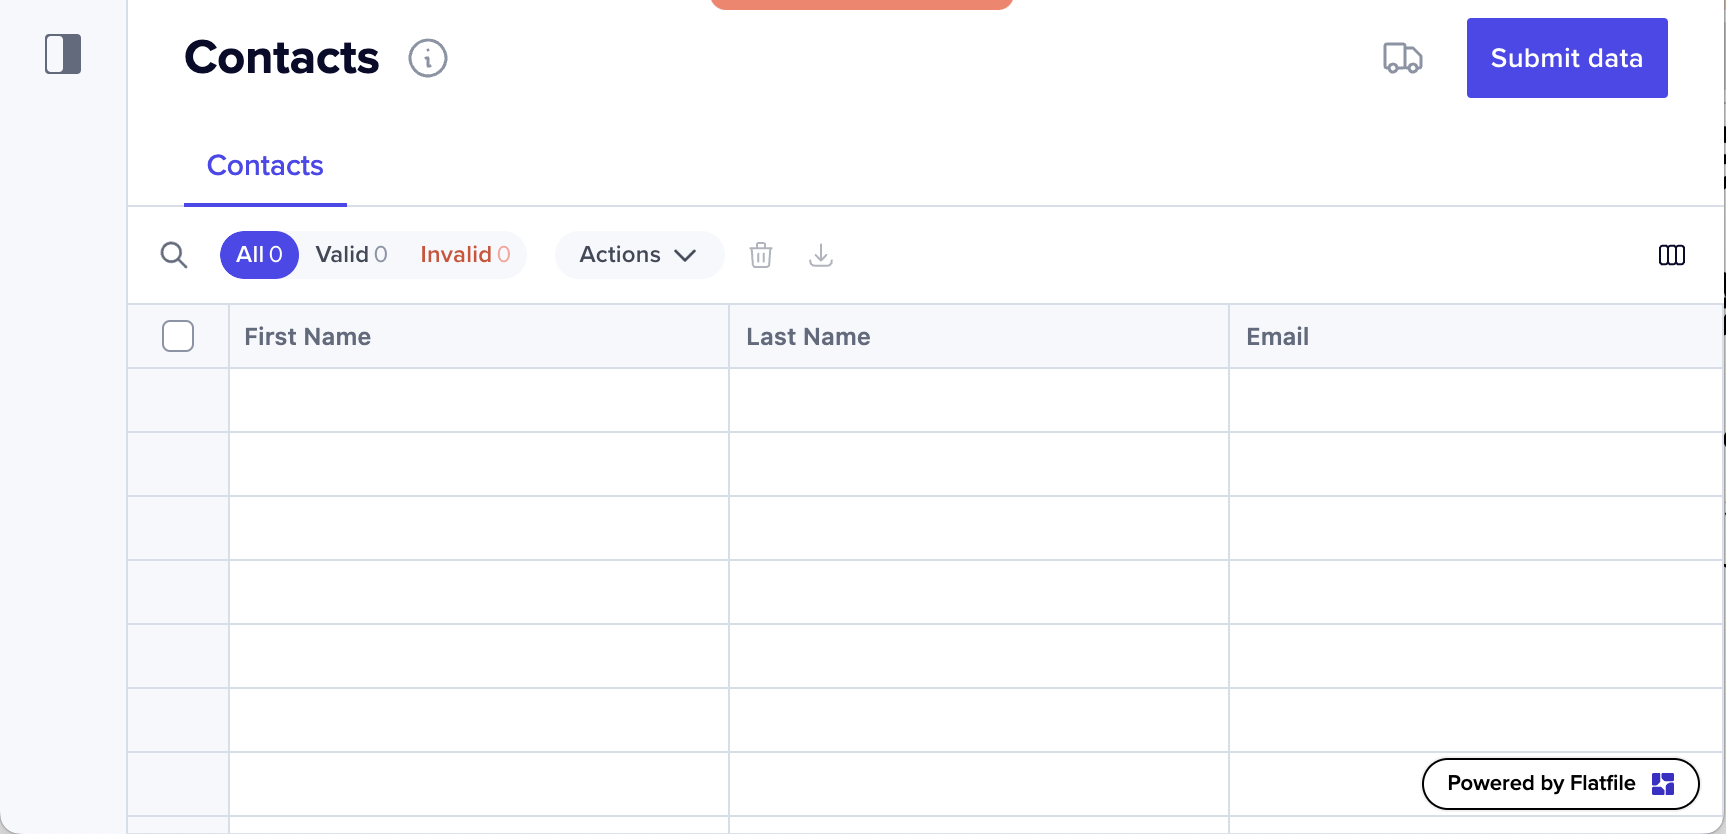 Contacts
Submit data
Contacts
All 0 Valid 0 Invalid 0 Actions
First Name Last Name Email
Powered by Flatfile